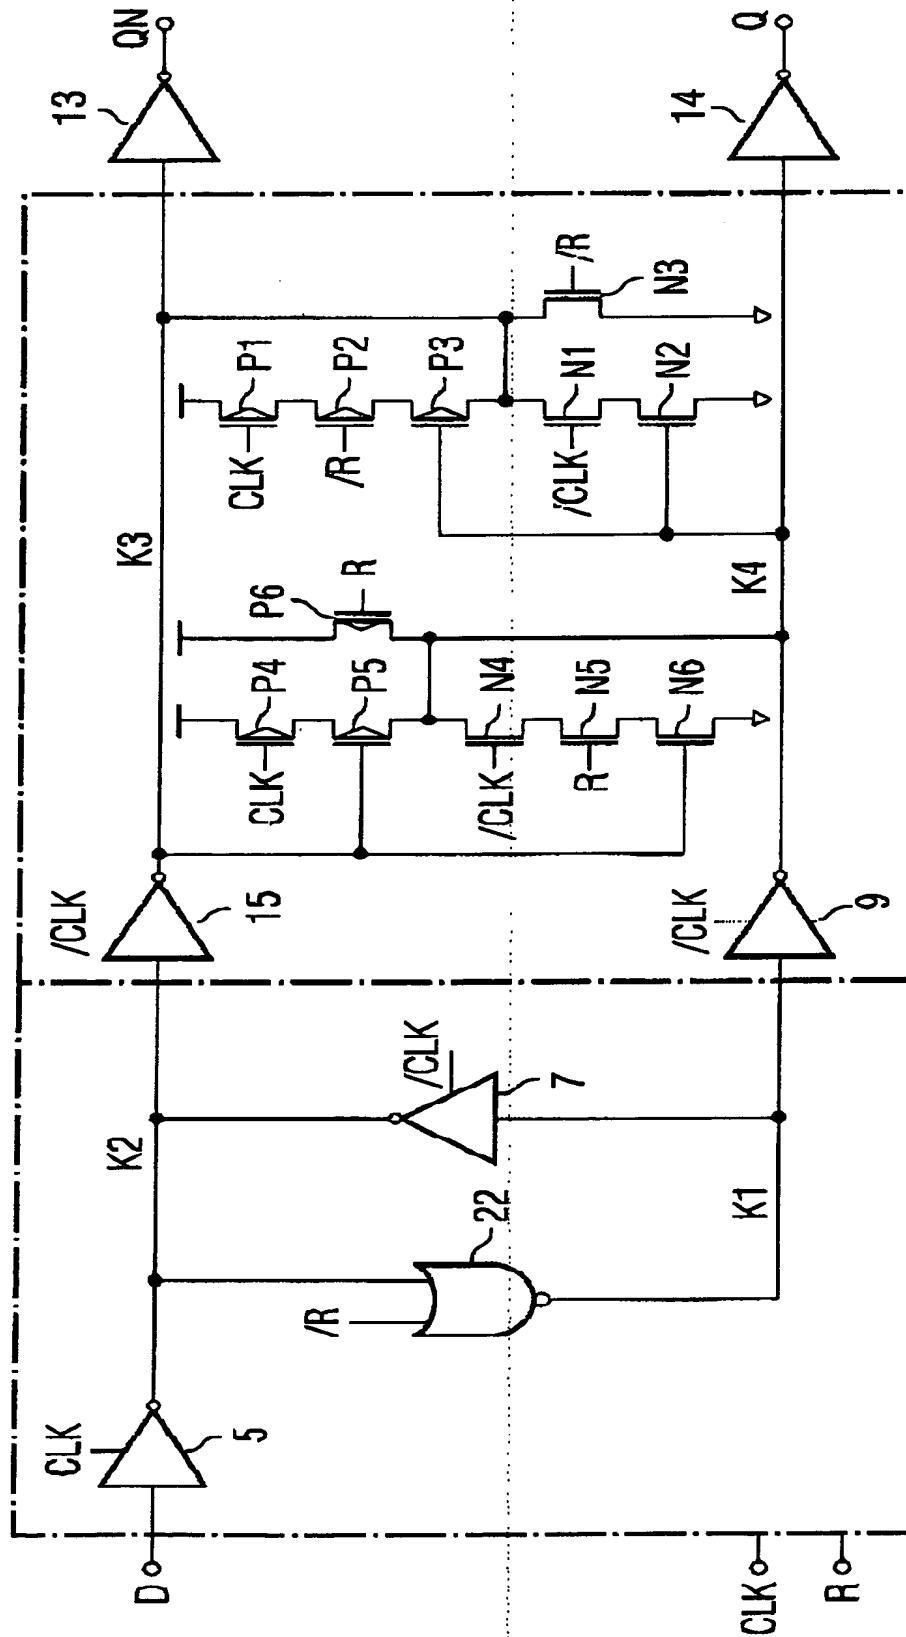 QN
Q
13
14
/R
N3
P1
P2
P3
N1
N2
CLK
/R
/CLK
K3
P6
R
K4
P4
P5
N4
N5
N6
CLK
/CLK
R
/CLK
15
/CLK
9
/CLK
7
K2
K1
22
/R
CLK
5
D
CLK
R